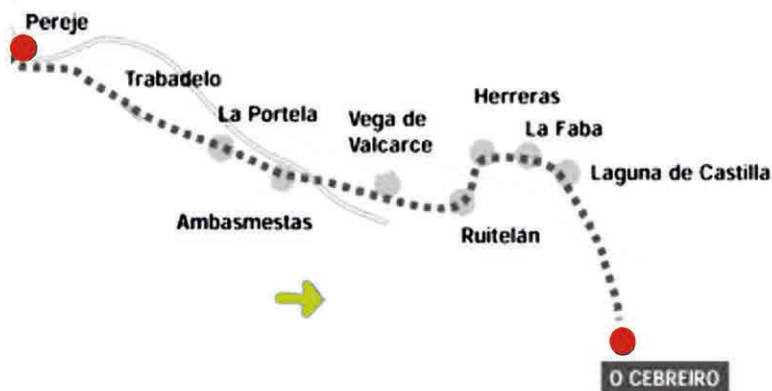 Pereje
Trabadelo
La Portela
Vega de
Valcarce
Herreras
La Faba
Laguna de Castilla
Ambasmestas
Ruitelán
O CEBREIRO